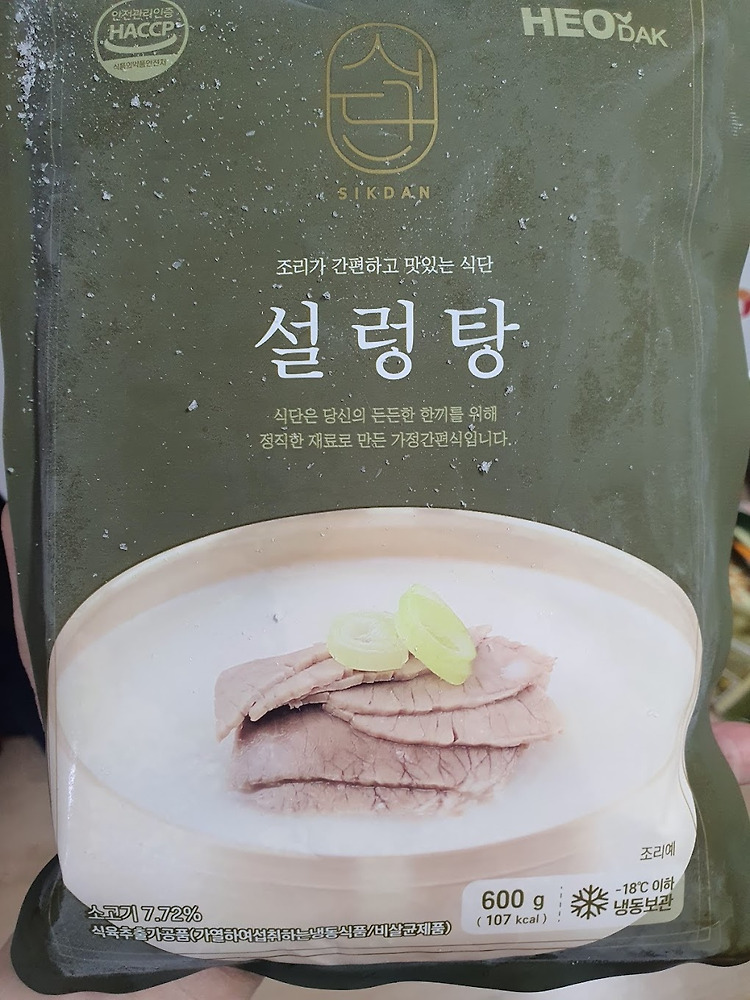 안전관리인증
HACCP
식품의약품안전처
HEO DAK
식단
SIKDAN
조리가 간편하고 맛있는 식단
설렁탕
식단은 당신의 든든한 한끼를 위해
정직한 재료로 만든 가정간편식입니다.
조리예
600 g
( 107 kcal )
-18℃ 이하
냉동보관
소고기 7.72%
식육추출가공품(가열하여섭취하는냉동식품/비살균제품)